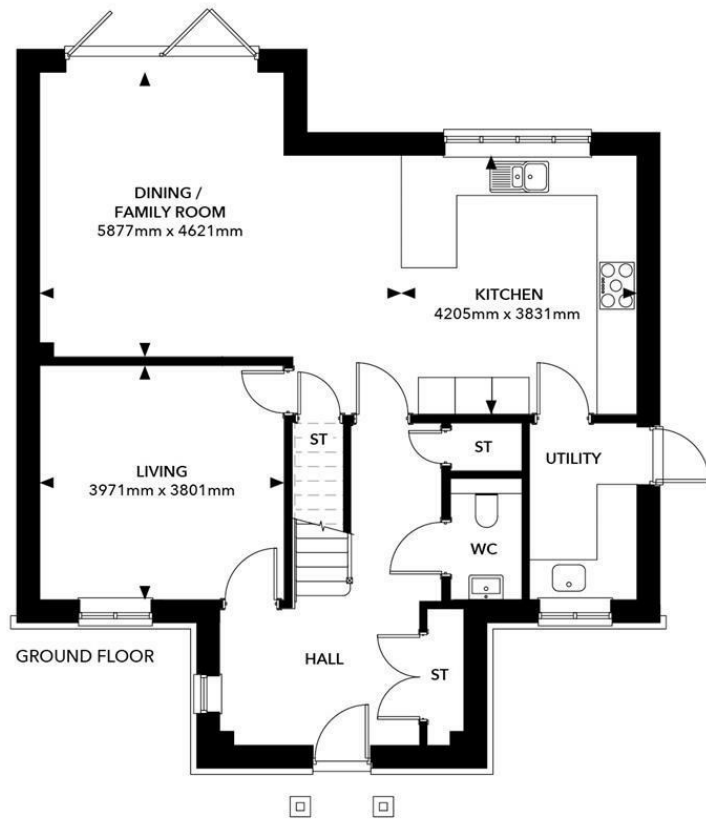 DINING /
FAMILY ROOM
5877mm x 4621mm
KITCHEN
4205mm x 3831mm
ST
ST
UTILITY
LIVING
3971mm x 3801mm
WC
GROUND FLOOR
HALL
ST